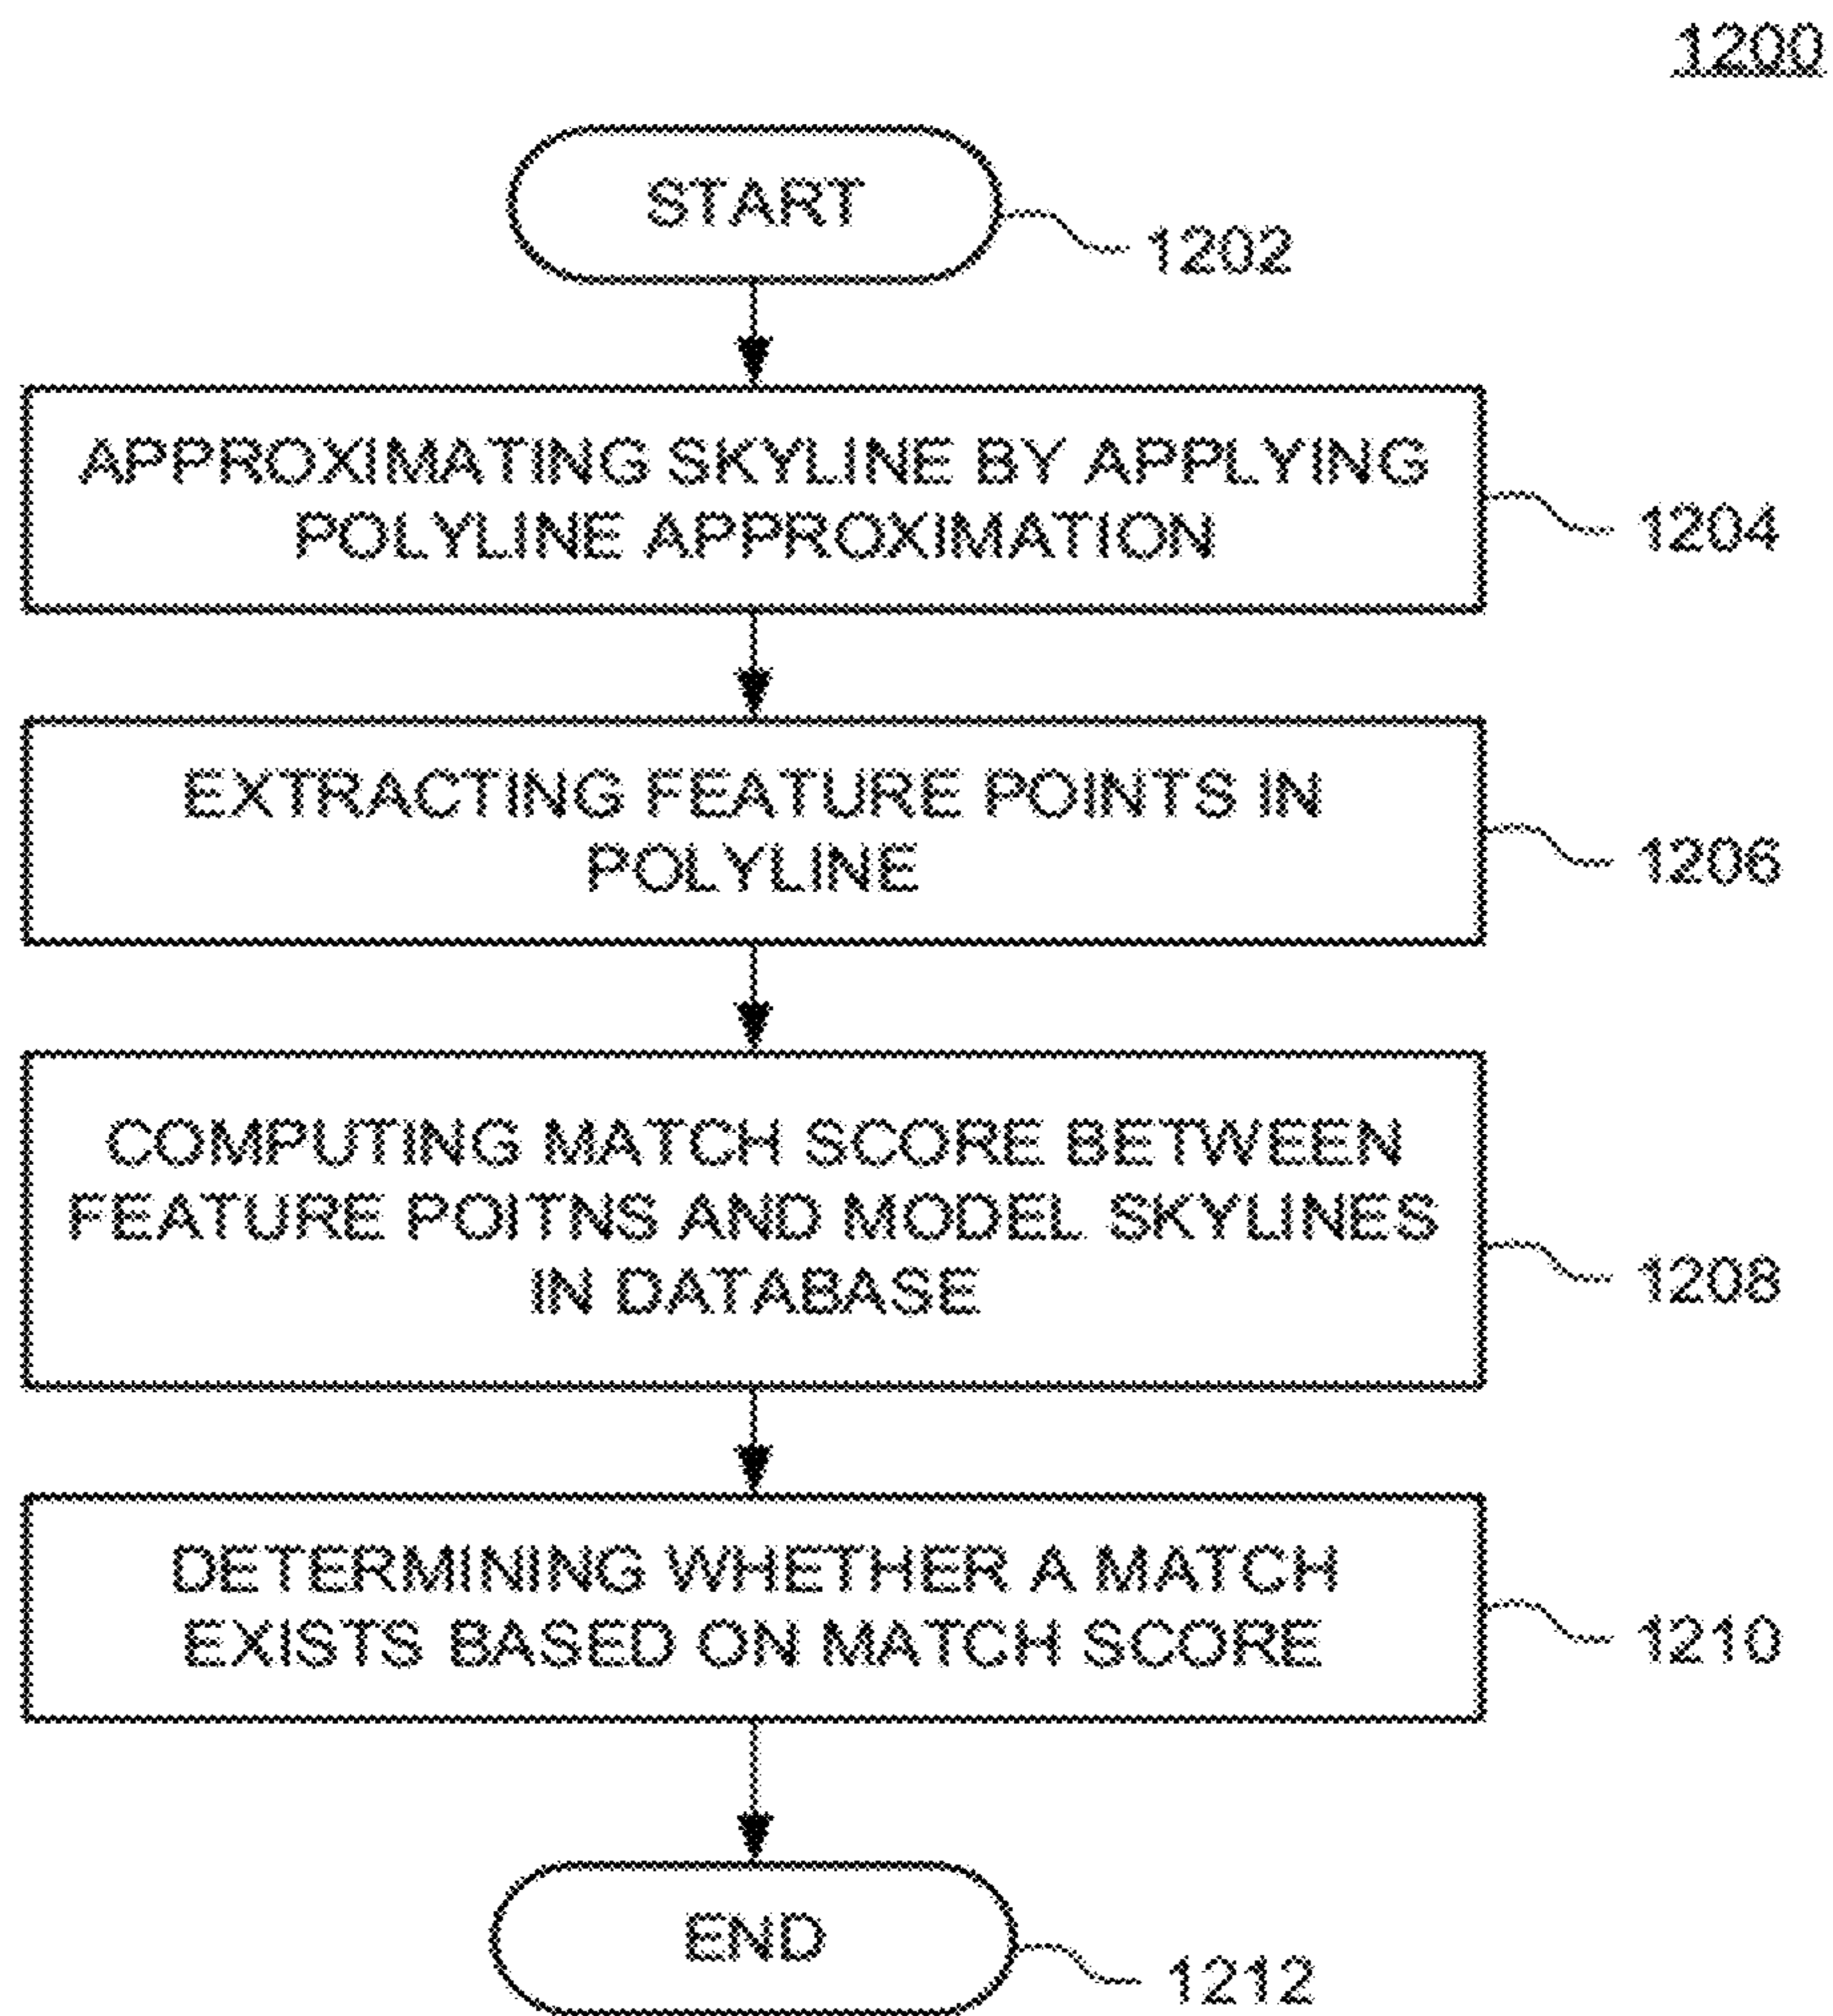 1200
START
1202
APPROXIMATING SKYLINE BY APPLYING
POLYLINE APPROXIMATION
1204
EXTRACTING FEATURE POINTS IN
POLYLINE
1206
COMPUTING MATCH SCORE BETWEEN
FEATURE POITNS AND MODEL SKYLINES
IN DATABASE
1208
DETERMINING WHETHER A MATCH
EXISTS BASED ON MATCH SCORE
1210
END
1212